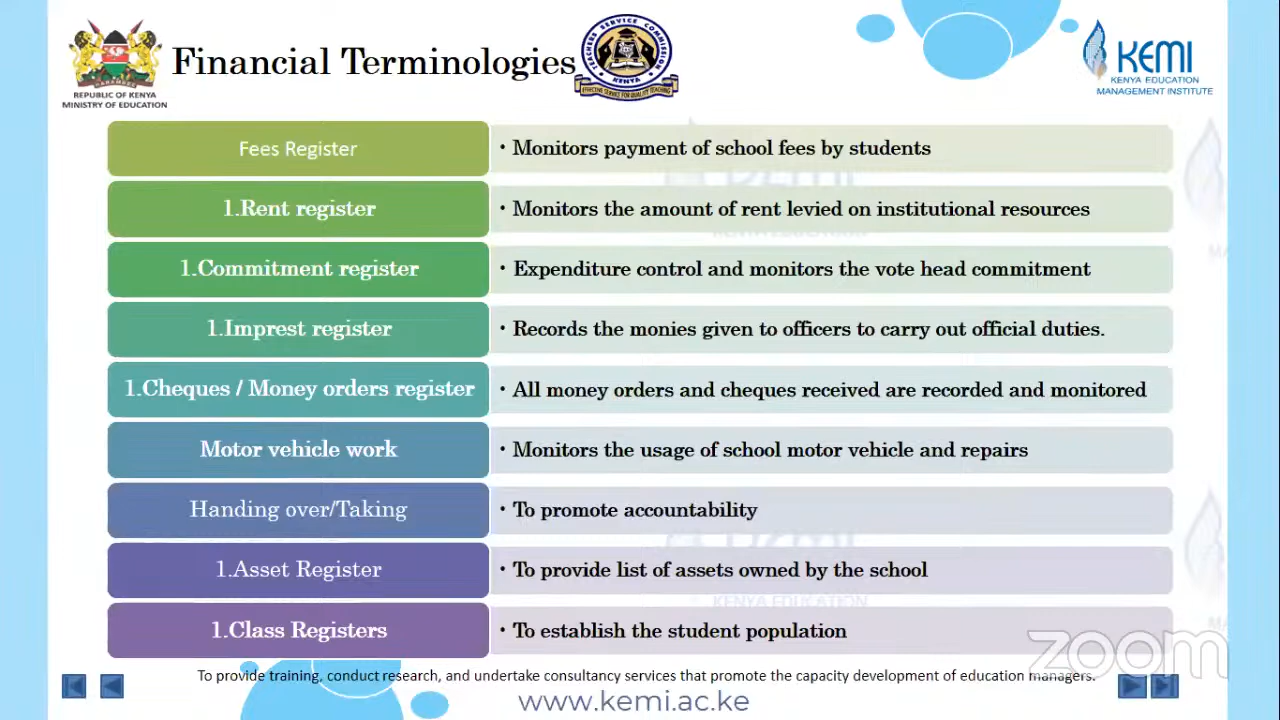 Financial Terminologies
REPUBLIC OF KENYA
MINISTRY OF EDUCATION
TEACHERS SERVICE COMMISSION
KENYA
KEMI
KENYA EDUCATION
MANAGEMENT INSTITUTE
Fees Register
• Monitors payment of school fees by students
1.Rent register
• Monitors the amount of rent levied on institutional resources
1.Commitment register
• Expenditure control and monitors the vote head commitment
1.Imprest register
• Records the monies given to officers to carry out official duties.
1.Cheques / Money orders register
• All money orders and cheques received are recorded and monitored
Motor vehicle work
• Monitors the usage of school motor vehicle and repairs
Handing over/Taking
• To promote accountability
1.Asset Register
• To provide list of assets owned by the school
1.Class Registers
• To establish the student population
KENYA EDUCATION
zoom
To provide training, conduct research, and undertake consultancy services that promote the capacity development of education managers.
www.kemi.ac.ke